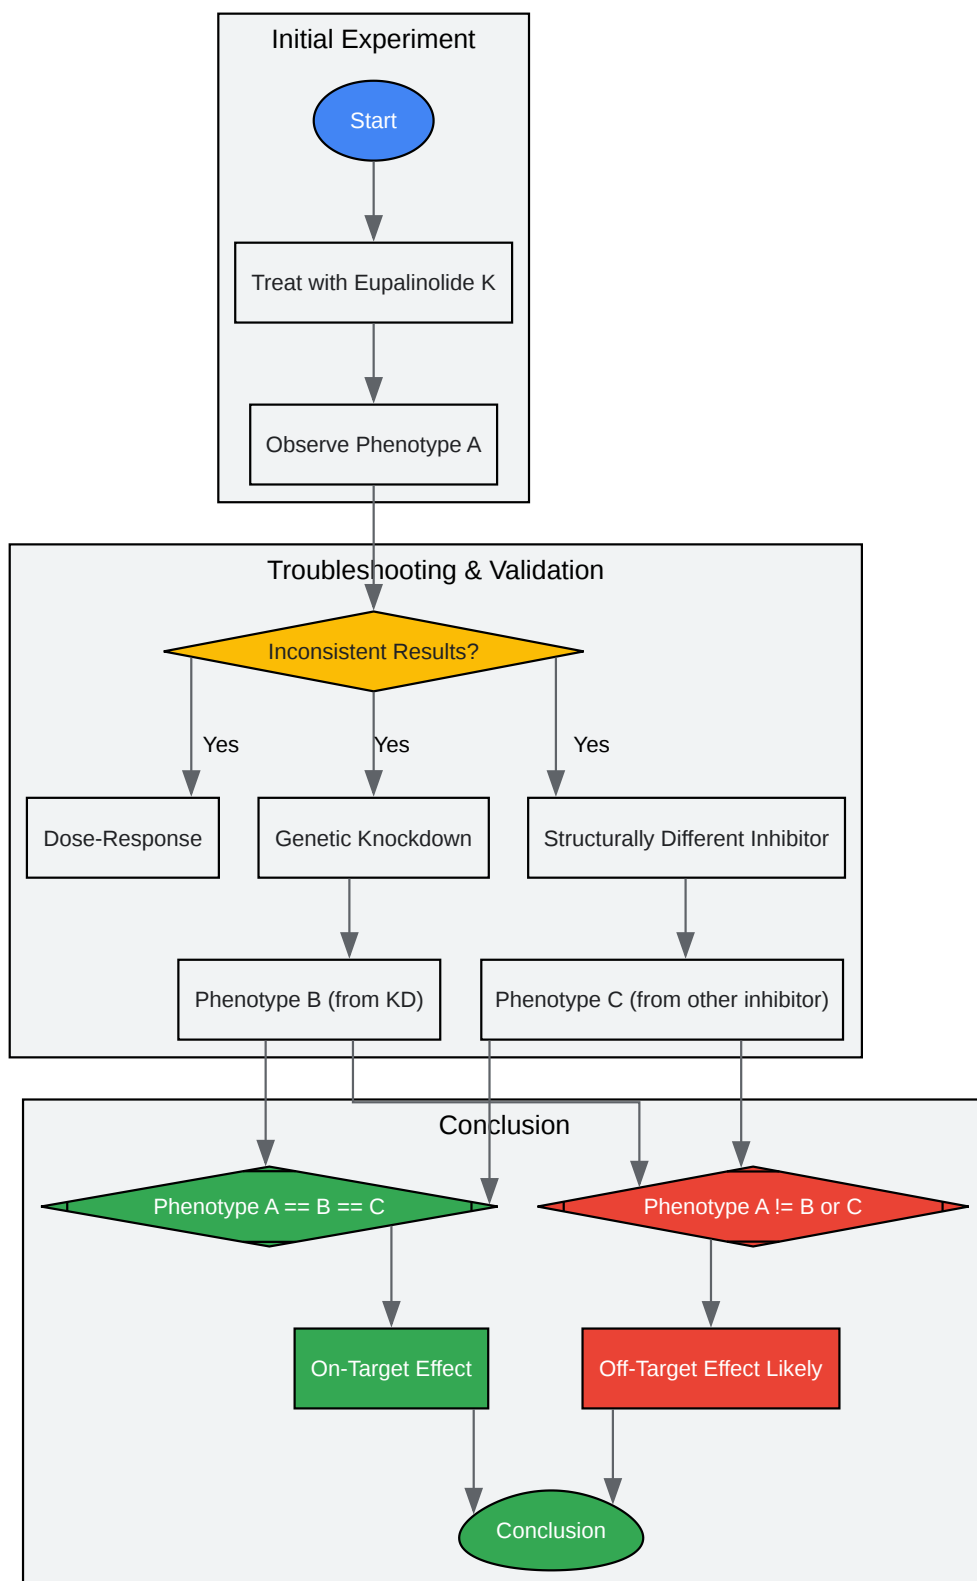 Initial Experiment
Start
Treat with Eupalinolide K
Observe Phenotype A
Troubleshooting & Validation
Inconsistent Results?
Yes
Yes
Yes
Dose-Response
Genetic Knockdown
Structurally Different Inhibitor
Phenotype B (from KD)
Phenotype C (from other inhibitor)
Conclusion
Phenotype A == B == C
Phenotype A != B or C
On-Target Effect
Off-Target Effect Likely
Conclusion